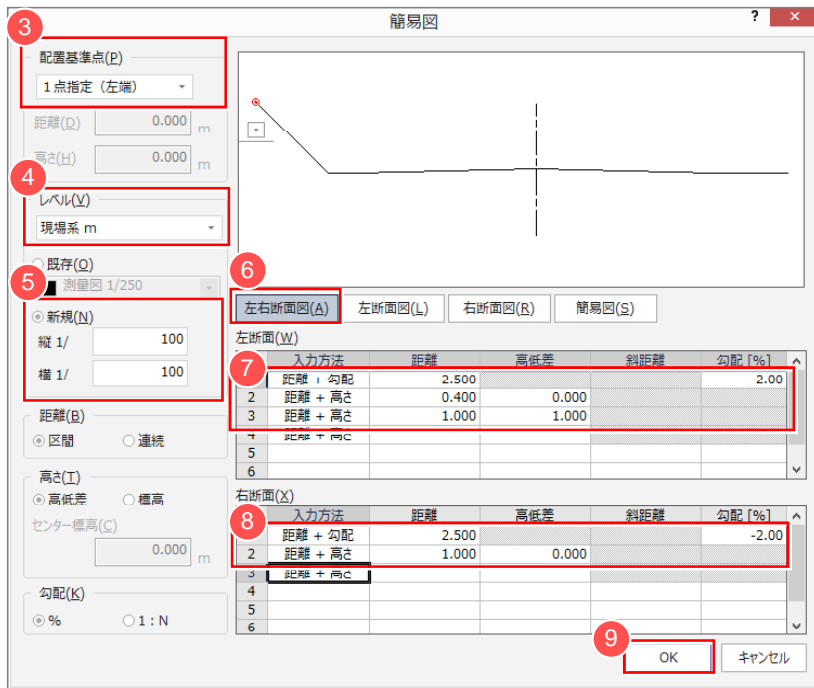 簡易図
? ×
3
配置基準点(P)
1点指定（左端）
距離(D) 0.000 m
高さ(H) 0.000 m
4
レベル(V)
現場系 m
既存(O)
測量図 1/250
5
新規(N)
縦 1/ 100
横 1/ 100
距離(B)
区間 連続
高さ(T)
高低差 標高
センター標高(C)
0.000 m
勾配(K)
% 1：N
6
左右断面図(A) 左断面図(L) 右断面図(R) 簡易図(S)
左断面(W)
入力方法 距離 高低差 斜距離 勾配 [%]
7
距離 + 勾配 2.500 2.00
2 距離 + 高さ 0.400 0.000
3 距離 + 高さ 1.000 1.000
4 距離 + 高さ
5
6
右断面(X)
入力方法 距離 高低差 斜距離 勾配 [%]
8
距離 + 勾配 2.500 -2.00
2 距離 + 高さ 1.000 0.000
3 距離 + 高さ
4
5
6
9
OK キャンセル